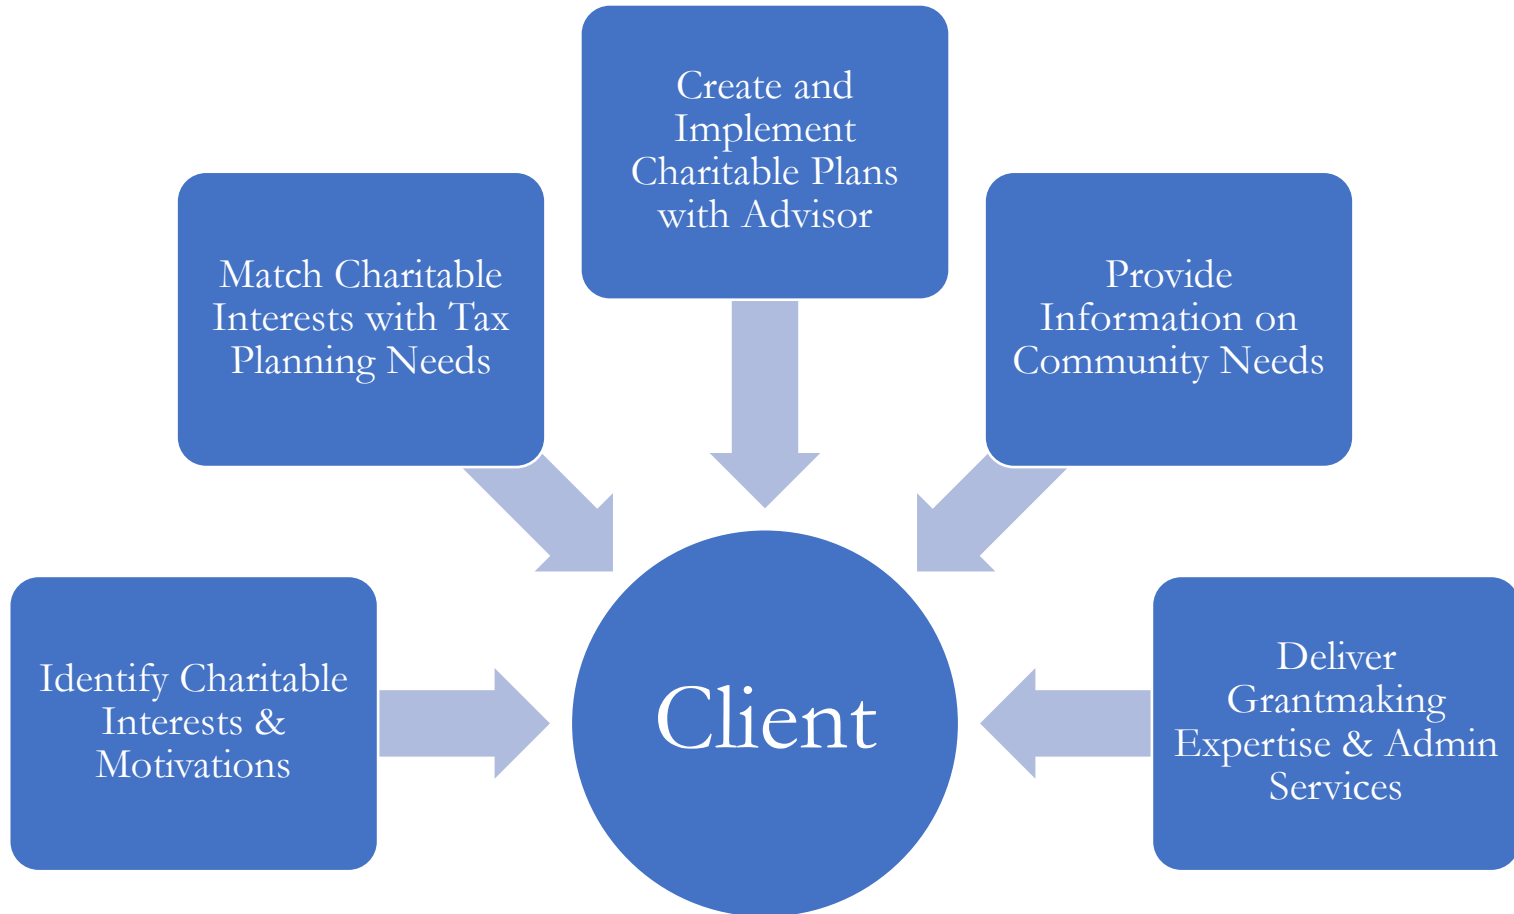 Create and
Implement
Charitable Plans
with Advisor
Match Charitable
Interests with Tax
Planning Needs
Provide
Information on
Community Needs
Identify Charitable
Interests &
Motivations
Client
Deliver
Grantmaking
Expertise & Admin
Services